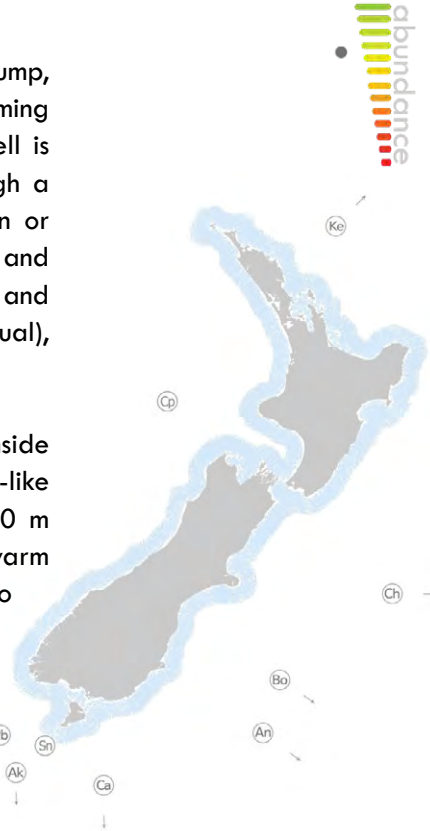 abundance
ump,
ming
ell is
gh a
n or
and
and
ual),
side
-like
0 m
varm
o
Ke
Cp
Ch
Bo
An
b
Sn
Ak
Ca